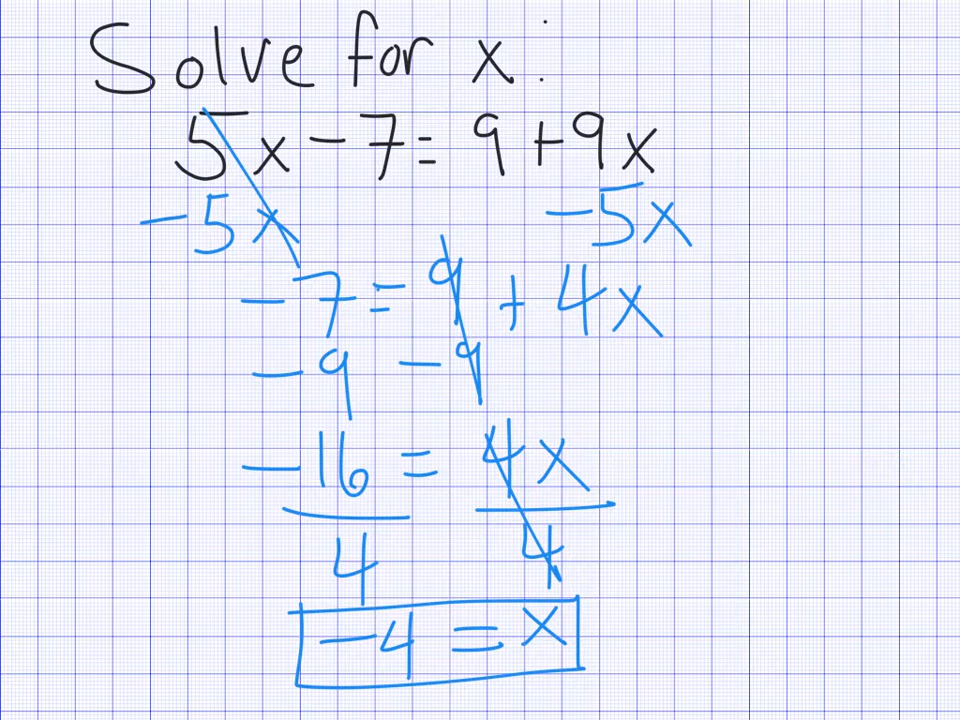 Solve for x:
5x - 7 = 9 + 9x
-5x -5x
-7 = 9 + 4x
-9 -9
-16 = 4x
4 4
-4 = x